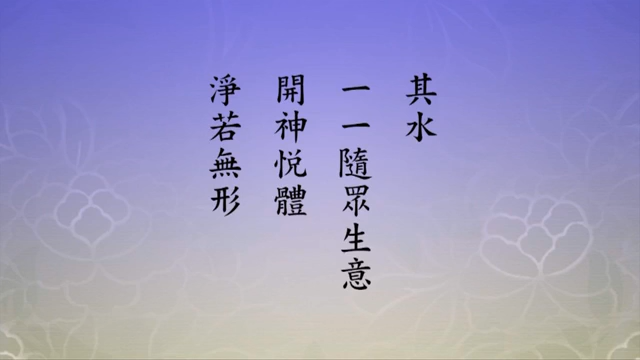 其水
一一隨眾生意
開神悅體
淨若無形